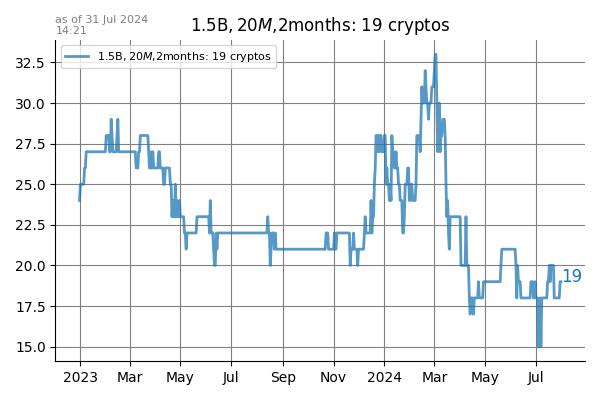 as of 31 Jul 2024
14:21
1.5B, 20M,2months: 19 cryptos
1.5B, 20M,2months: 19 cryptos
32.5
30.0
27.5
25.0
22.5
20.0
17.5
15.0
19
2023 Mar May Jul Sep Nov 2024 Mar May Jul